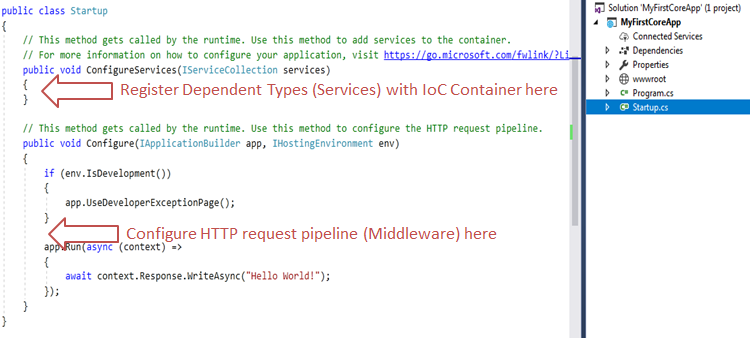 public class Startup
{
// This method gets called by the runtime. Use this method to add services to the container.
// For more information on how to configure your application, visit https://go.microsoft.com/fwlink/?Li
public void ConfigureServices(IServiceCollection services)
{
Register Dependent Types (Services) with IoC Container here
}
// This method gets called by the runtime. Use this method to configure the HTTP request pipeline.
public void Configure(IApplicationBuilder app, IHostingEnvironment env)
{
if (env.IsDevelopment())
{
app.UseDeveloperExceptionPage();
}
Configure HTTP request pipeline (Middleware) here
app.Run(async (context) =>
{
await context.Response.WriteAsync("Hello World!");
});
}
}
Solution 'MyFirstCoreApp' (1 project)
MyFirstCoreApp
Connected Services
Dependencies
Properties
wwwroot
C# Program.cs
C# Startup.cs